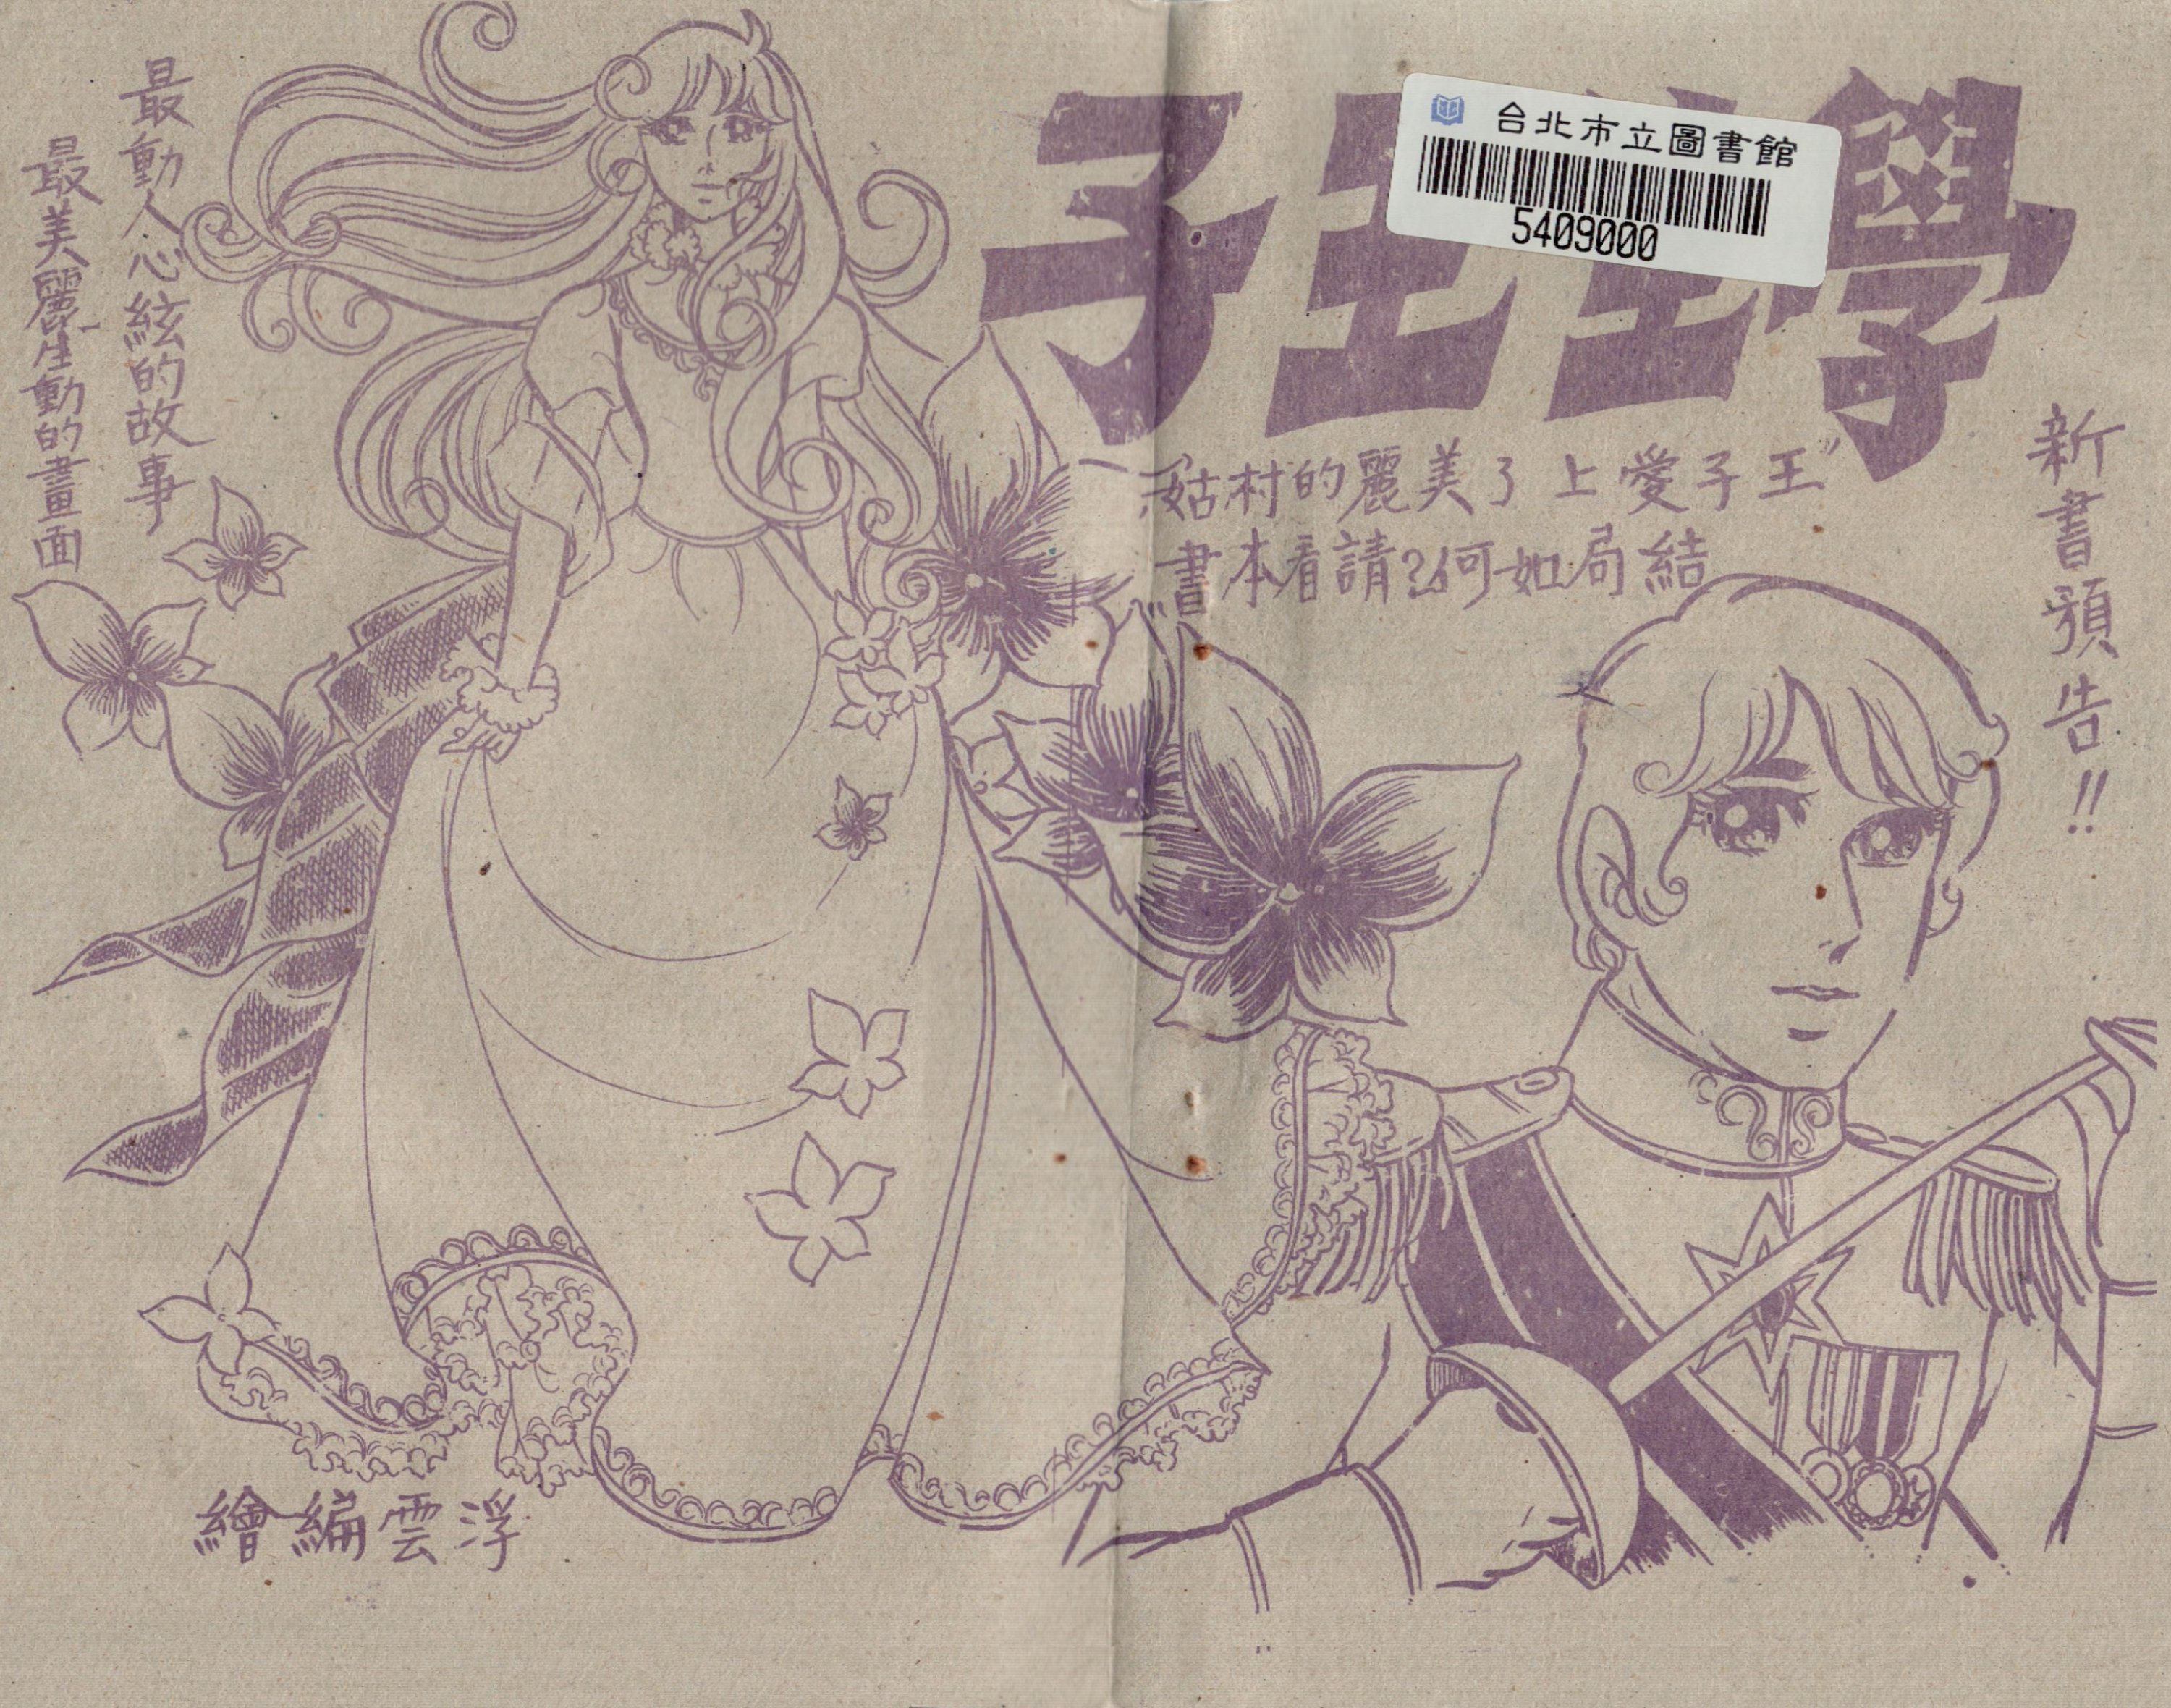 新書預告!!
學生王子
台北市立圖書館
5409000
"王子愛上了美麗的村姑,
結局如何?請看本書"
最動人心絃的故事
最美麗生動的畫面
浮雲編繪